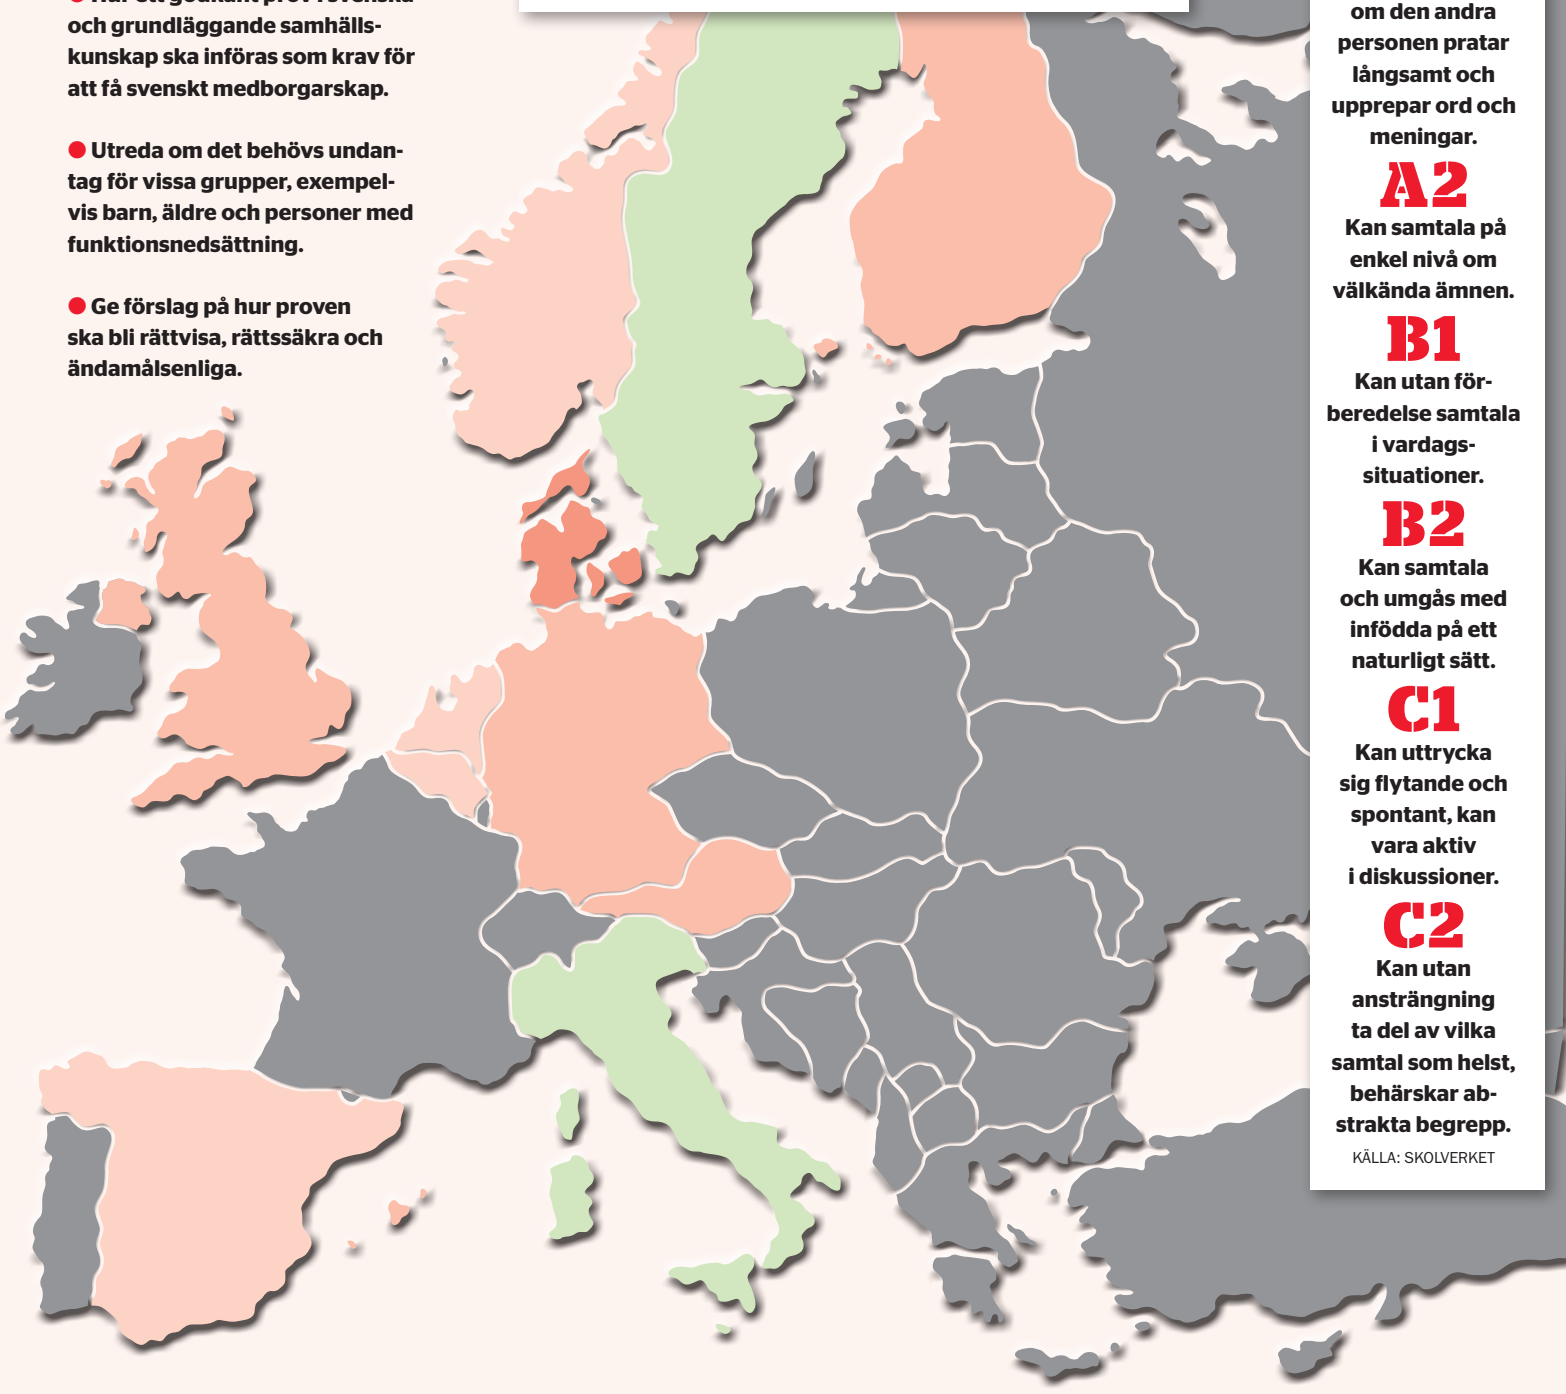 och grundläggande samhälls-
kunskap ska införas som krav för
att få svenskt medborgarskap.
● Utreda om det behövs undan-
tag för vissa grupper, exempel-
vis barn, äldre och personer med
funktionsnedsättning.
● Ge förslag på hur proven
ska bli rättvisa, rättssäkra och
ändamålsenliga.
om den andra
personen pratar
långsamt och
upprepar ord och
meningar.
A2
Kan samtala på
enkel nivå om
välkända ämnen.
B1
Kan utan för-
beredelse samtala
i vardags-
situationer.
B2
Kan samtala
och umgås med
infödda på ett
naturligt sätt.
C1
Kan uttrycka
sig flytande och
spontant, kan
vara aktiv
i diskussioner.
C2
Kan utan
ansträngning
ta del av vilka
samtal som helst,
behärskar ab-
strakta begrepp.
KÄLLA: SKOLVERKET